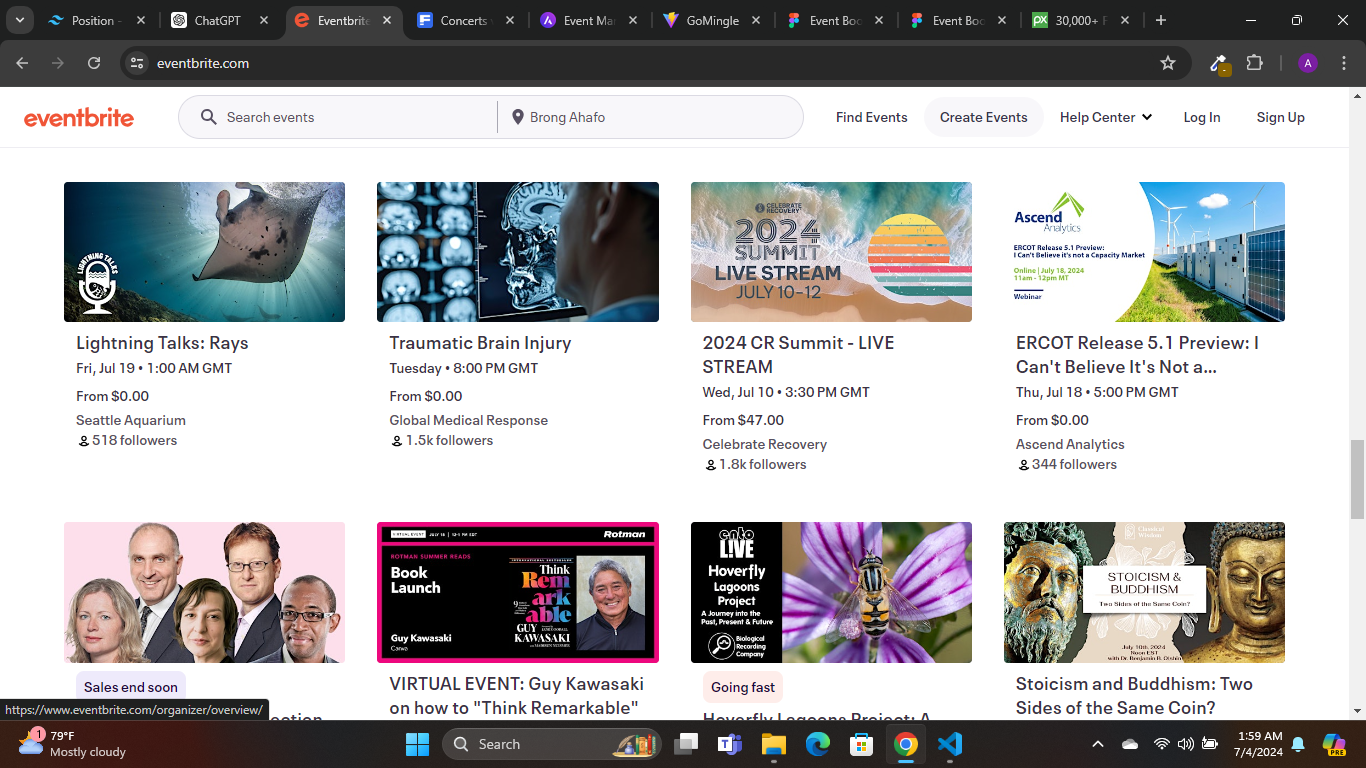 Position -
ChatGPT
Eventbrite
Concerts
Event Ma
GoMingle
Event Boo
Event Boo
30,000+ F
eventbrite.com
A
eventbrite
Search events
Brong Ahafo
Find Events
Create Events
Help Center
Log In
Sign Up
LIGHTNING TALKS
CELEBRATE
RECOVERY
2024
SUMMIT
LIVE STREAM
JULY 10-12
Ascend
Analytics
ERCOT Release 5.1 Preview:
I Can't Believe it's not a Capacity Market
Online | July 18, 2024
11am - 12pm MT
Webinar
Lightning Talks: Rays
Fri, Jul 19 • 1:00 AM GMT
From $0.00
Seattle Aquarium
518 followers
Traumatic Brain Injury
Tuesday • 8:00 PM GMT
From $0.00
Global Medical Response
1.5k followers
2024 CR Summit - LIVE
STREAM
Wed, Jul 10 • 3:30 PM GMT
From $47.00
Celebrate Recovery
1.8k followers
ERCOT Release 5.1 Preview: I
Can't Believe It's Not a...
Thu, Jul 18 • 5:00 PM GMT
From $0.00
Ascend Analytics
344 followers
VIRTUAL EVENT
Rotman
ROTMAN SUMMER READS
Book
Launch
Guy Kawasaki
Canva
Think
Rem
ark
able
GUY
KAWASAKI
ento
LIVE
Hoverfly
Lagoons
Project
A Journey into the
Past, Present & Future
Biological
Recording
Company
Classical
Wisdom
STOICISM &
BUDDHISM
Two Sides of the Same Coin?
July 10th, 2024
Noon EST
with Dr. Benjamin B. Olshin
Sales end soon
VIRTUAL EVENT: Guy Kawasaki
on how to "Think Remarkable"
Going fast
Hoverfly Lagoons Project: A
Stoicism and Buddhism: Two
Sides of the Same Coin?
https://www.eventbrite.com/organizer/overview/
1
79°F
Mostly cloudy
Search
1:59 AM
7/4/2024
PRE